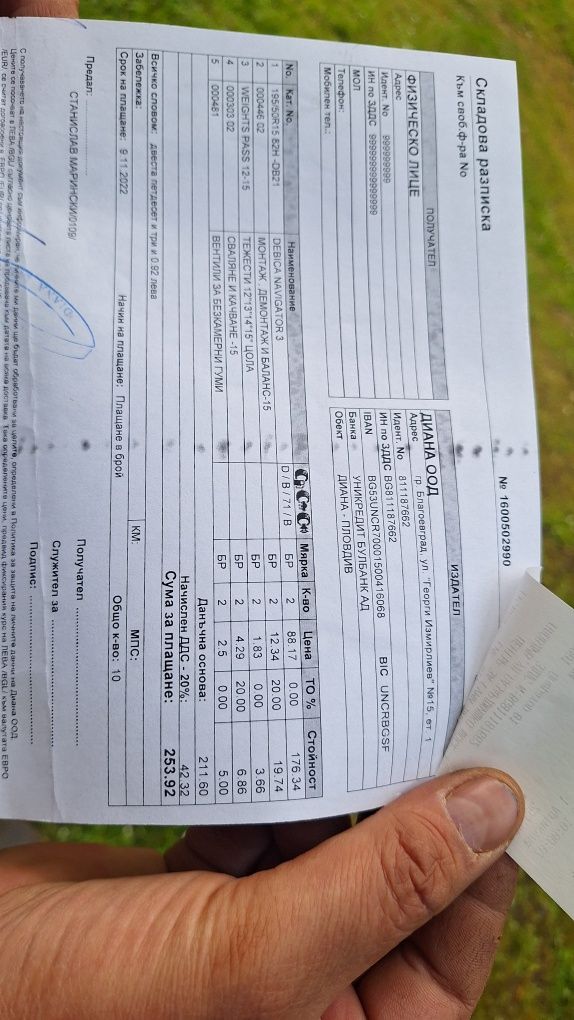 Складова разписка
Към своб.ф-ра No
№ 1600502990
ПОЛУЧАТЕЛ
ФИЗИЧЕСКО ЛИЦЕ
Адрес
Идент. No 999999999
ИН по ЗДДС 9999999999999
МОЛ
Телефон:
Мобилен тел.:
ИЗДАТЕЛ
ДИАНА ООД
Адрес гр. Благоевград, ул. "Георги Измирлиев" №15, ет. 1
Идент. No 811187662
ИН по ЗДДС BG811187662
IBAN BG53UNCR70001500416068 BIC UNCRBGSF
Банка УНИКРЕДИТ БУЛБАНК АД
Обект ДИАНА - ПЛОВДИВ
No. Кат. No. Наименование Мярка К-во Цена ТО % Стойност
1 195/50R15 82H -DB21 DEBICA NAVIGATOR 3 D / B / 71 / B БР 2 88.17 0.00 176.34
2 000446 02 МОНТАЖ , ДЕМОНТАЖ И БАЛАНС-15 БР 2 12.34 20.00 19.74
3 WEIGHTS PASS 12-15 ТЕЖЕСТИ 12"13"14"15" ЦОЛА БР 2 1.83 0.00 3.66
4 000303 02 СВАЛЯНЕ И КАЧВАНЕ -15 БР 2 4.29 20.00 6.86
5 000481 ВЕНТИЛИ ЗА БЕЗКАМЕРНИ ГУМИ БР 2 2.5 0.00 5.00
Данъчна основа: 211.60
Начислен ДДС - 20%: 42.32
Сума за плащане: 253.92
Всичко словом: двеста петдесет и три и 0.92 лева
Забележка: КМ: МПС:
Срок на плащане: 9.11.2022 Начин на плащане: Плащане в брой Общо к-во: 10
Предал:
СТАНИСЛАВ МАРИНСКИ/0109/
Получател
Служител за
Подпис: